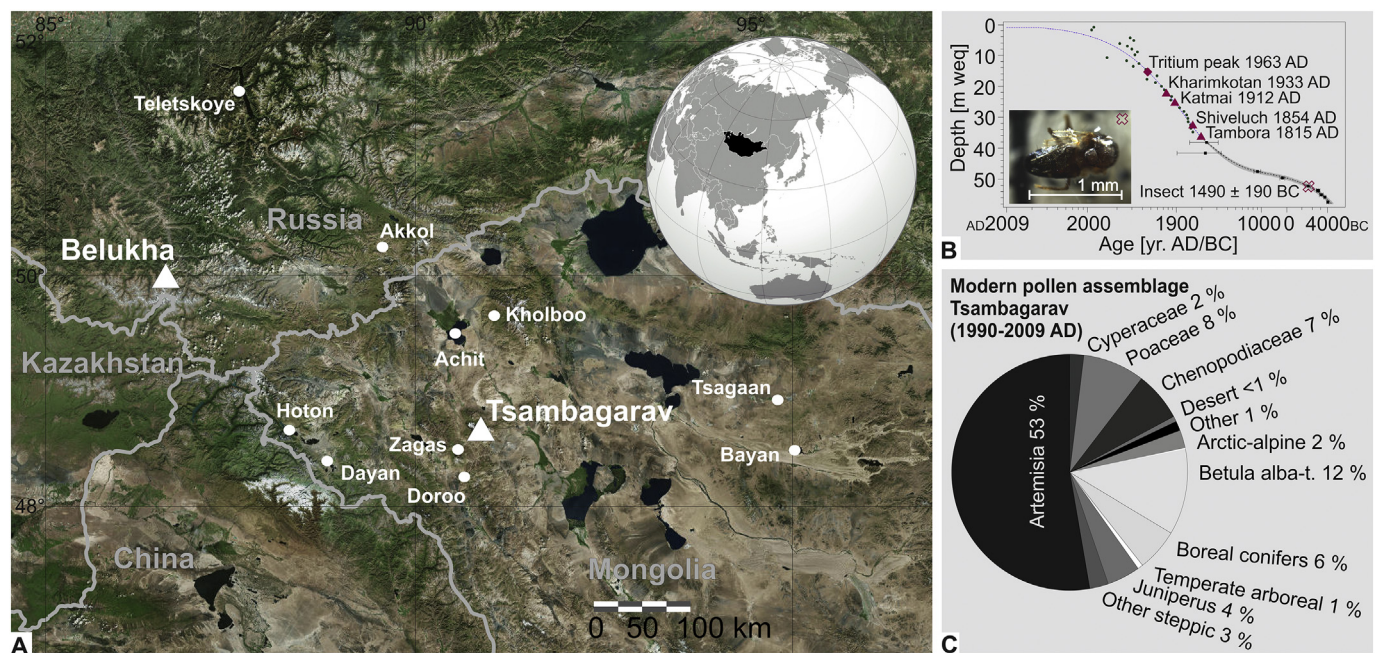 85°
90°
95°
52°
Teletskoye
Russia
Akkol
Belukha
50°
Kholboo
Achit
Kazakhstan
Tsagaan
Hoton
Tsambagarav
Zagas
Bayan
Dayan
Doroo
48°
China
Mongolia
0 50 100 km
A
0
10
20
30
40
50
Depth [m weq]
Tritium peak 1963 AD
Kharimkotan 1933 AD
Katmai 1912 AD
Shiveluch 1854 AD
Tambora 1815 AD
1 mm
Insect 1490 ± 190 BC
AD2009 2000 1900 1000 0 4000BC
Age [yr. AD/BC]
B
Modern pollen assemblage
Tsambagarav
(1990-2009 AD)
Cyperaceae 2 %
Poaceae 8 %
Chenopodiaceae 7 %
Desert <1 %
Other 1 %
Arctic-alpine 2 %
Betula alba-t. 12 %
Artemisia 53 %
Boreal conifers 6 %
Temperate arboreal 1 %
Juniperus 4 %
Other steppic 3 %
C